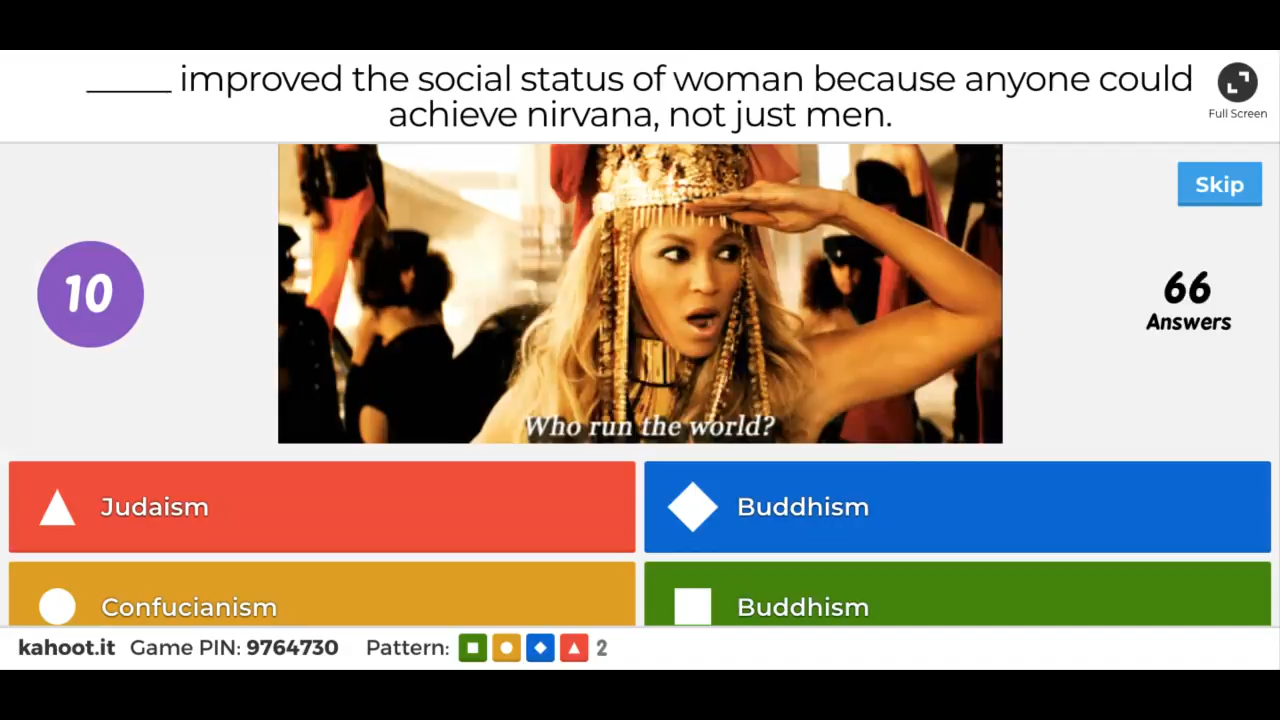 _____ improved the social status of woman because anyone could
achieve nirvana, not just men.
Full Screen
Skip
10
66
Answers
Who run the world?
Judaism
Buddhism
Confucianism
Buddhism
kahoot.it Game PIN: 9764730 Pattern: 2